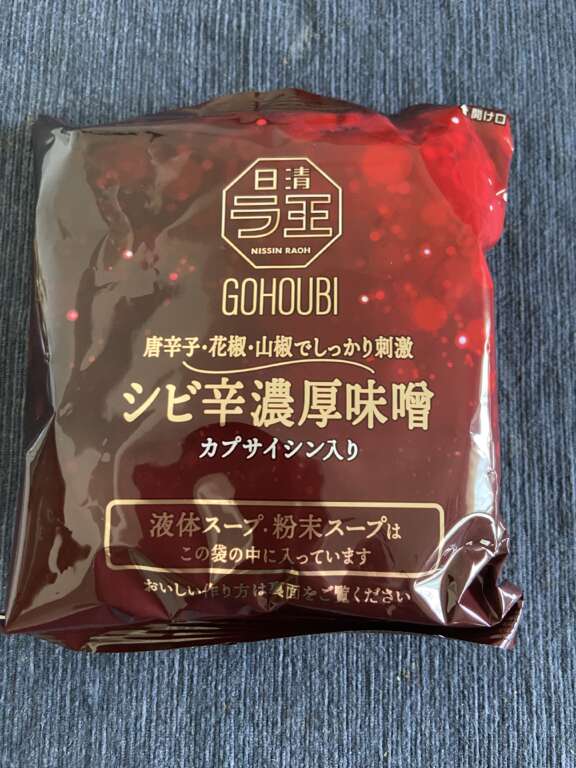 開け口
日清
ラ王
NISSIN RAOH
GOHOUBI
唐辛子・花椒・山椒でしっかり刺激
シビ辛濃厚味噌
カプサイシン入り
液体スープ・粉末スープは
この袋の中に入っています
おいしい作り方は裏面をご覧ください